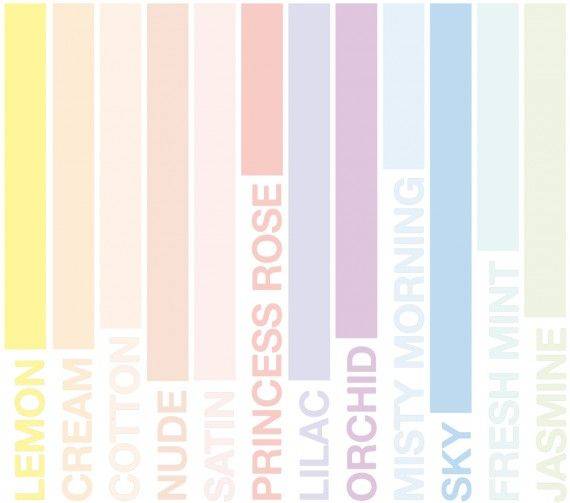 LEMON
CREAM
COTTON
NUDE
SATIN
PRINCESS ROSE
LILAC
ORCHID
MISTY MORNING
SKY
FRESH MINT
JASMINE